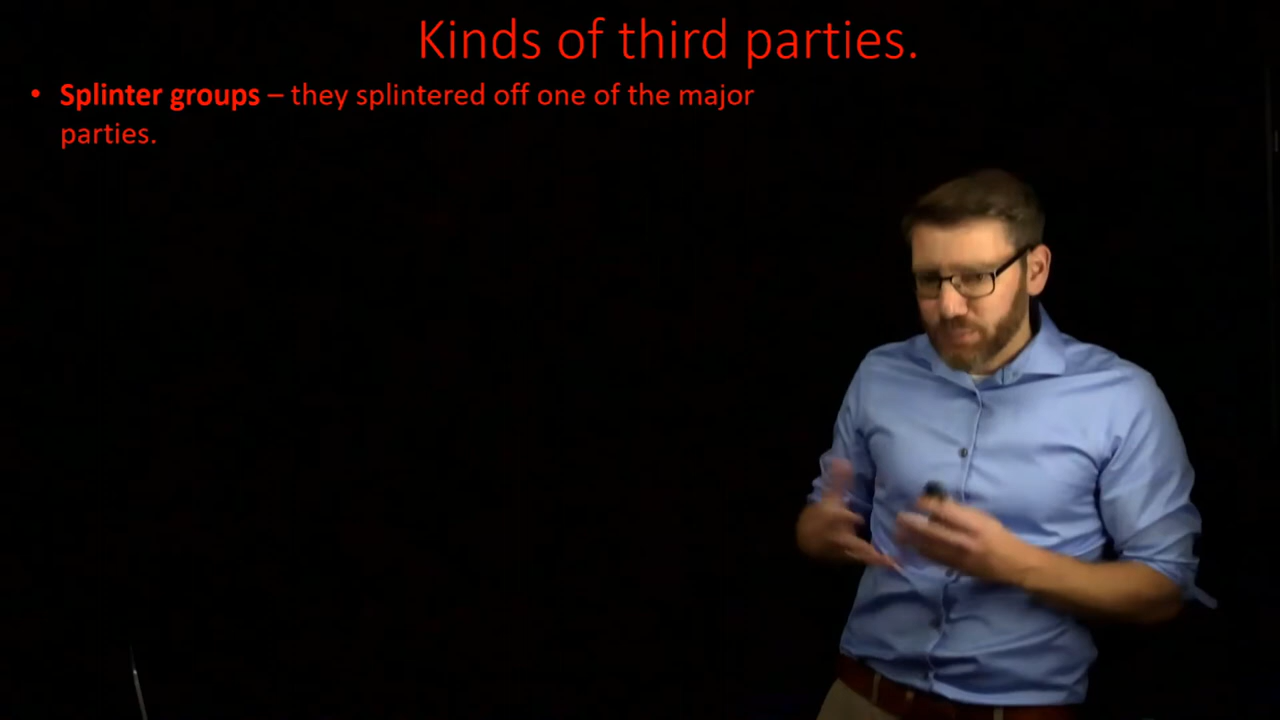 Kinds of third parties.
• Splinter groups – they splintered off one of the major
parties.